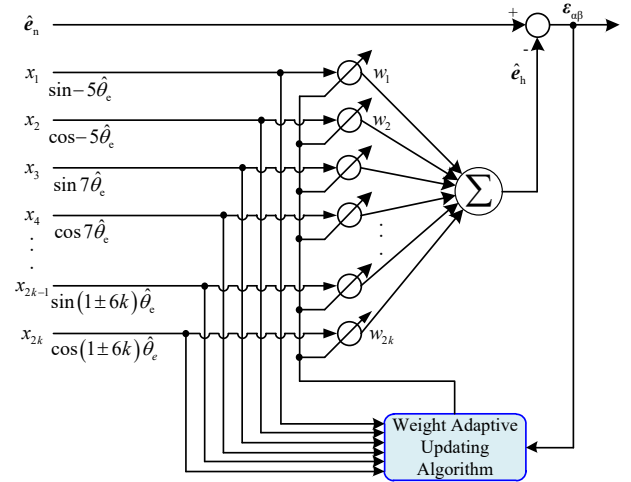 ê_n + ε_αβ
- ê_h
x_1 sin−5θ̂_e w_1
x_2 cos−5θ̂_e w_2
x_3 sin 7θ̂_e
Σ
x_4 cos 7θ̂_e
⋮ ⋮
x_{2k−1} sin(1±6k)θ̂_e
x_{2k} cos(1±6k)θ̂_e w_{2k}
Weight Adaptive
Updating
Algorithm